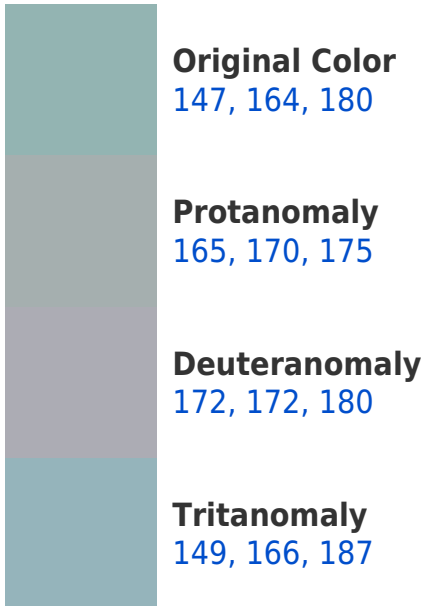 Original Color
147, 164, 180
Protanomaly
165, 170, 175
Deuteranomaly
172, 172, 180
Tritanomaly
149, 166, 187